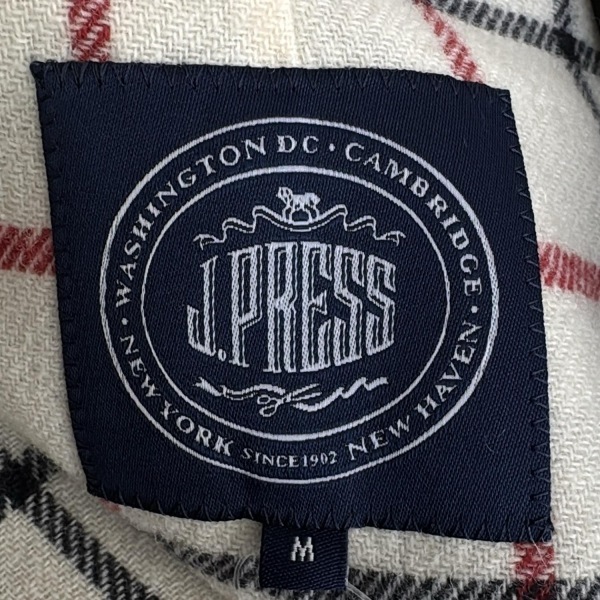 WASHINGTON DC · CAMBRIDGE
J.PRESS
· NEW YORK SINCE 1902 NEW HAVEN ·
M